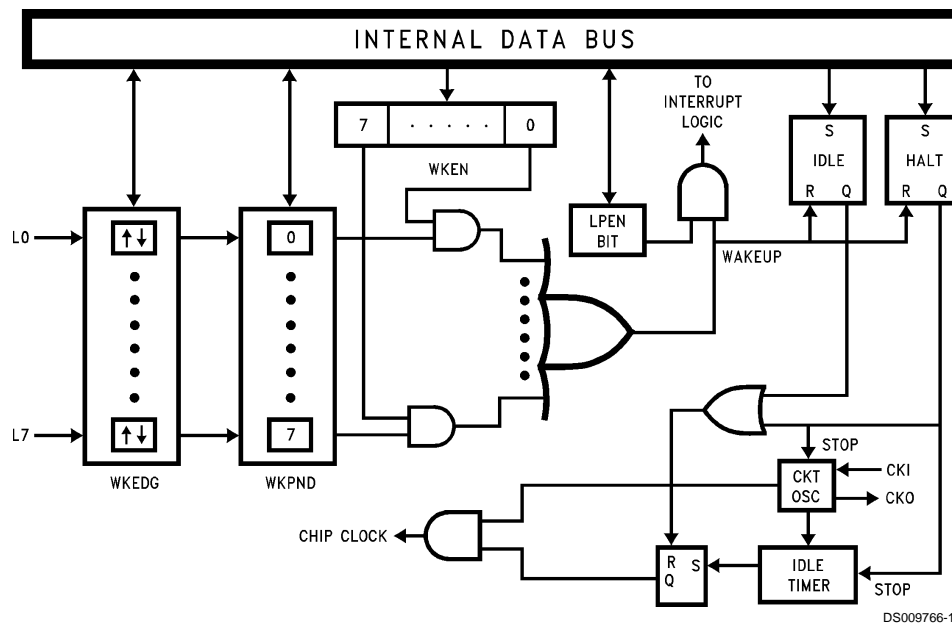 INTERNAL DATA BUS
TO
INTERRUPT
LOGIC
7 . . . . . 0
WKEN
S
IDLE
R Q
S
HALT
R Q
LPEN
BIT
WAKEUP
L0
↑↓
0
L7
↑↓
7
WKEDG
WKPND
STOP
CKT
OSC
CKI
CKO
CHIP CLOCK
R S
Q
IDLE
TIMER
STOP
DS009766-1